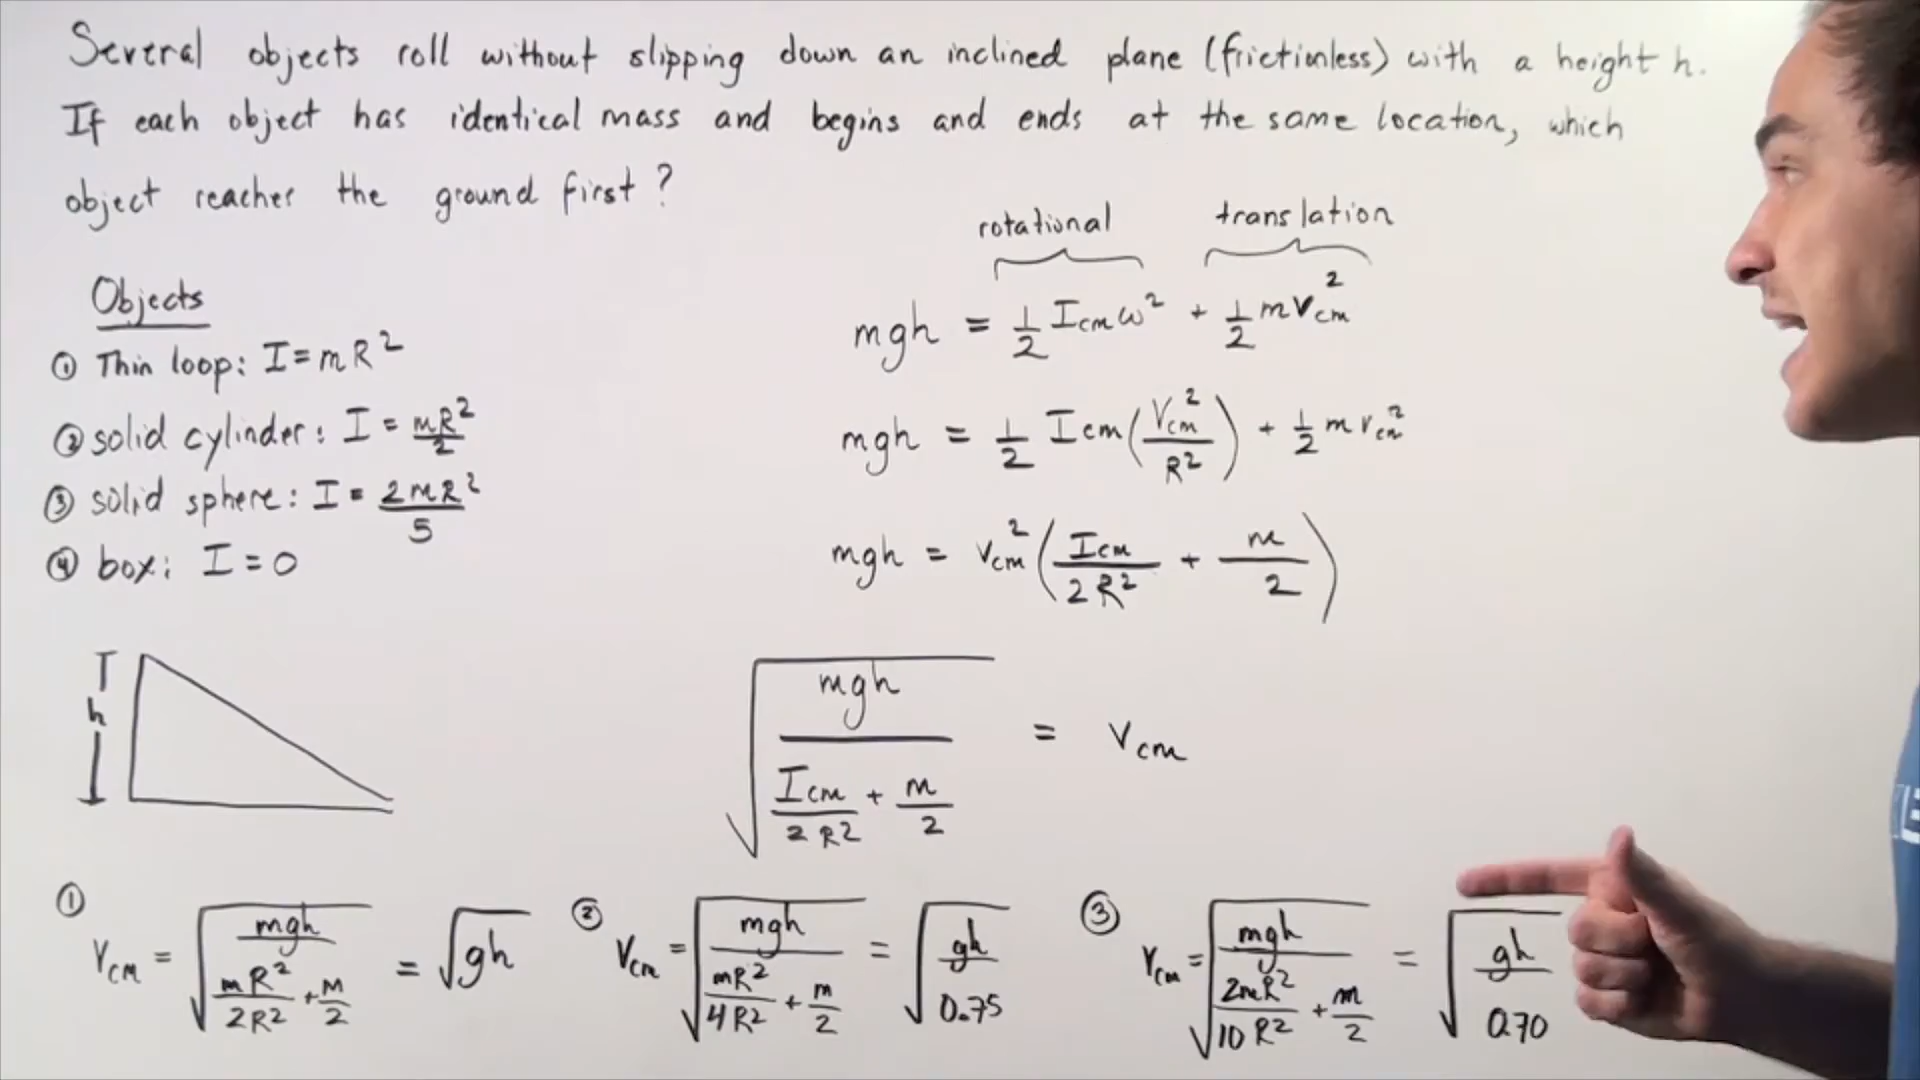 Several objects roll without slipping down an inclined plane (frictionless) with a height h.
If each object has identical mass and begins and ends at the same location, which
object reaches the ground first?
Objects
① Thin loop: I = mR²
② solid cylinder: I = mR²/2
③ solid sphere: I = 2mR²/5
④ box: I = 0
h
rotational translation
mgh = 1/2 Icm ω² + 1/2 m vcm²
mgh = 1/2 Icm (vcm²/R²) + 1/2 m vcm²
mgh = vcm² (Icm/2R² + m/2)
√(mgh/(Icm/2R² + m/2)) = vcm
① vcm = √(mgh/(mR²/2R² + m/2)) = √gh
② vcm = √(mgh/(mR²/4R² + m/2)) = √(gh/0.75)
③ vcm = √(mgh/(2mR²/10R² + m/2)) = √(gh/0.70)